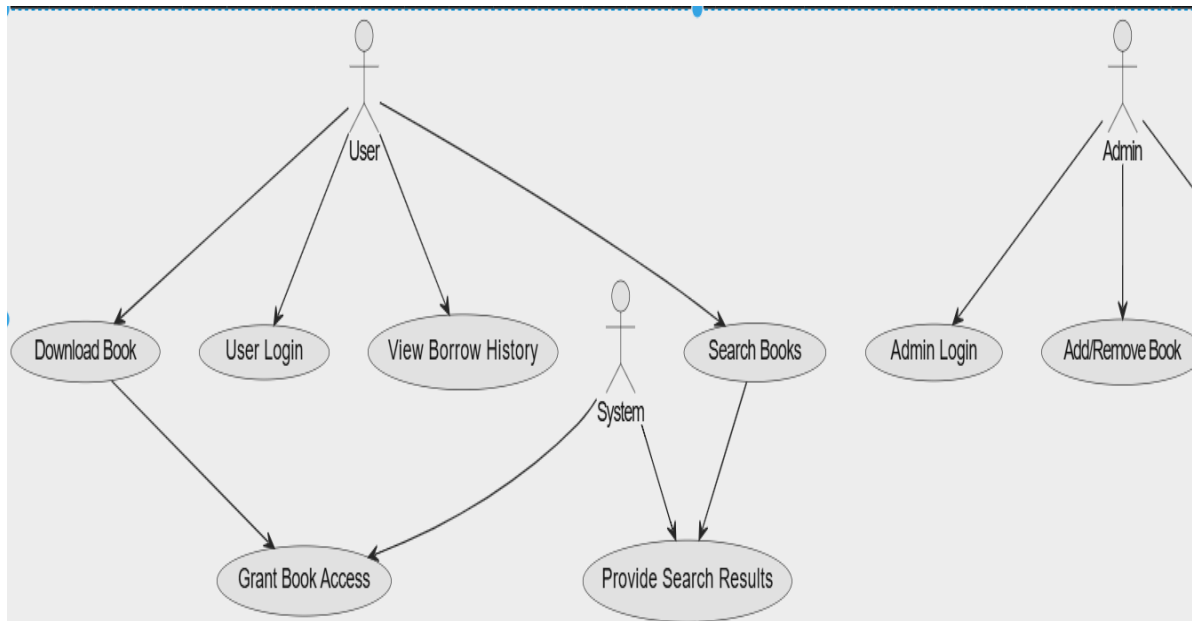 User
Admin
Download Book
User Login
View Borrow History
Search Books
Admin Login
Add/Remove Book
System
Grant Book Access
Provide Search Results